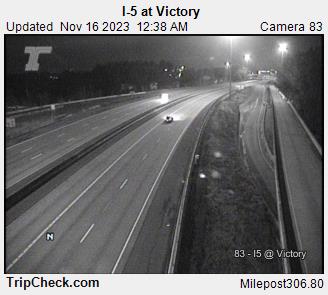 I-5 at Victory
Updated Nov 16 2023 12:38 AM Camera 83
T
N
83 - I5 @ Victory
TripCheck.com Milepost306.80